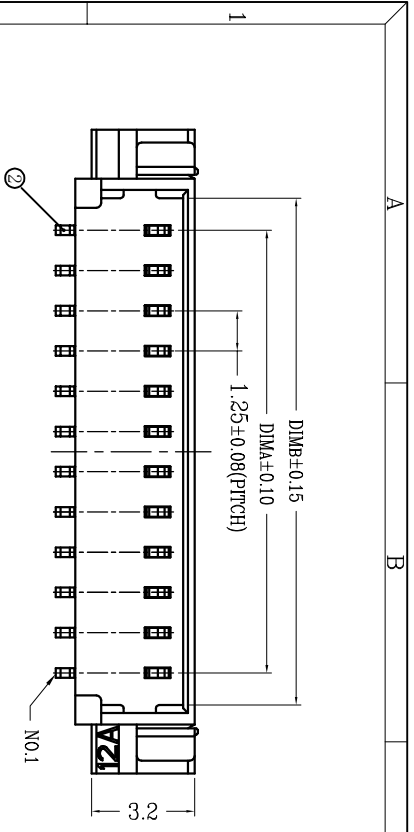 1
A
B
DIMB±0.15
DIMA±0.10
1.25±0.08(PITCH)
②
NO.1
12A
3.2